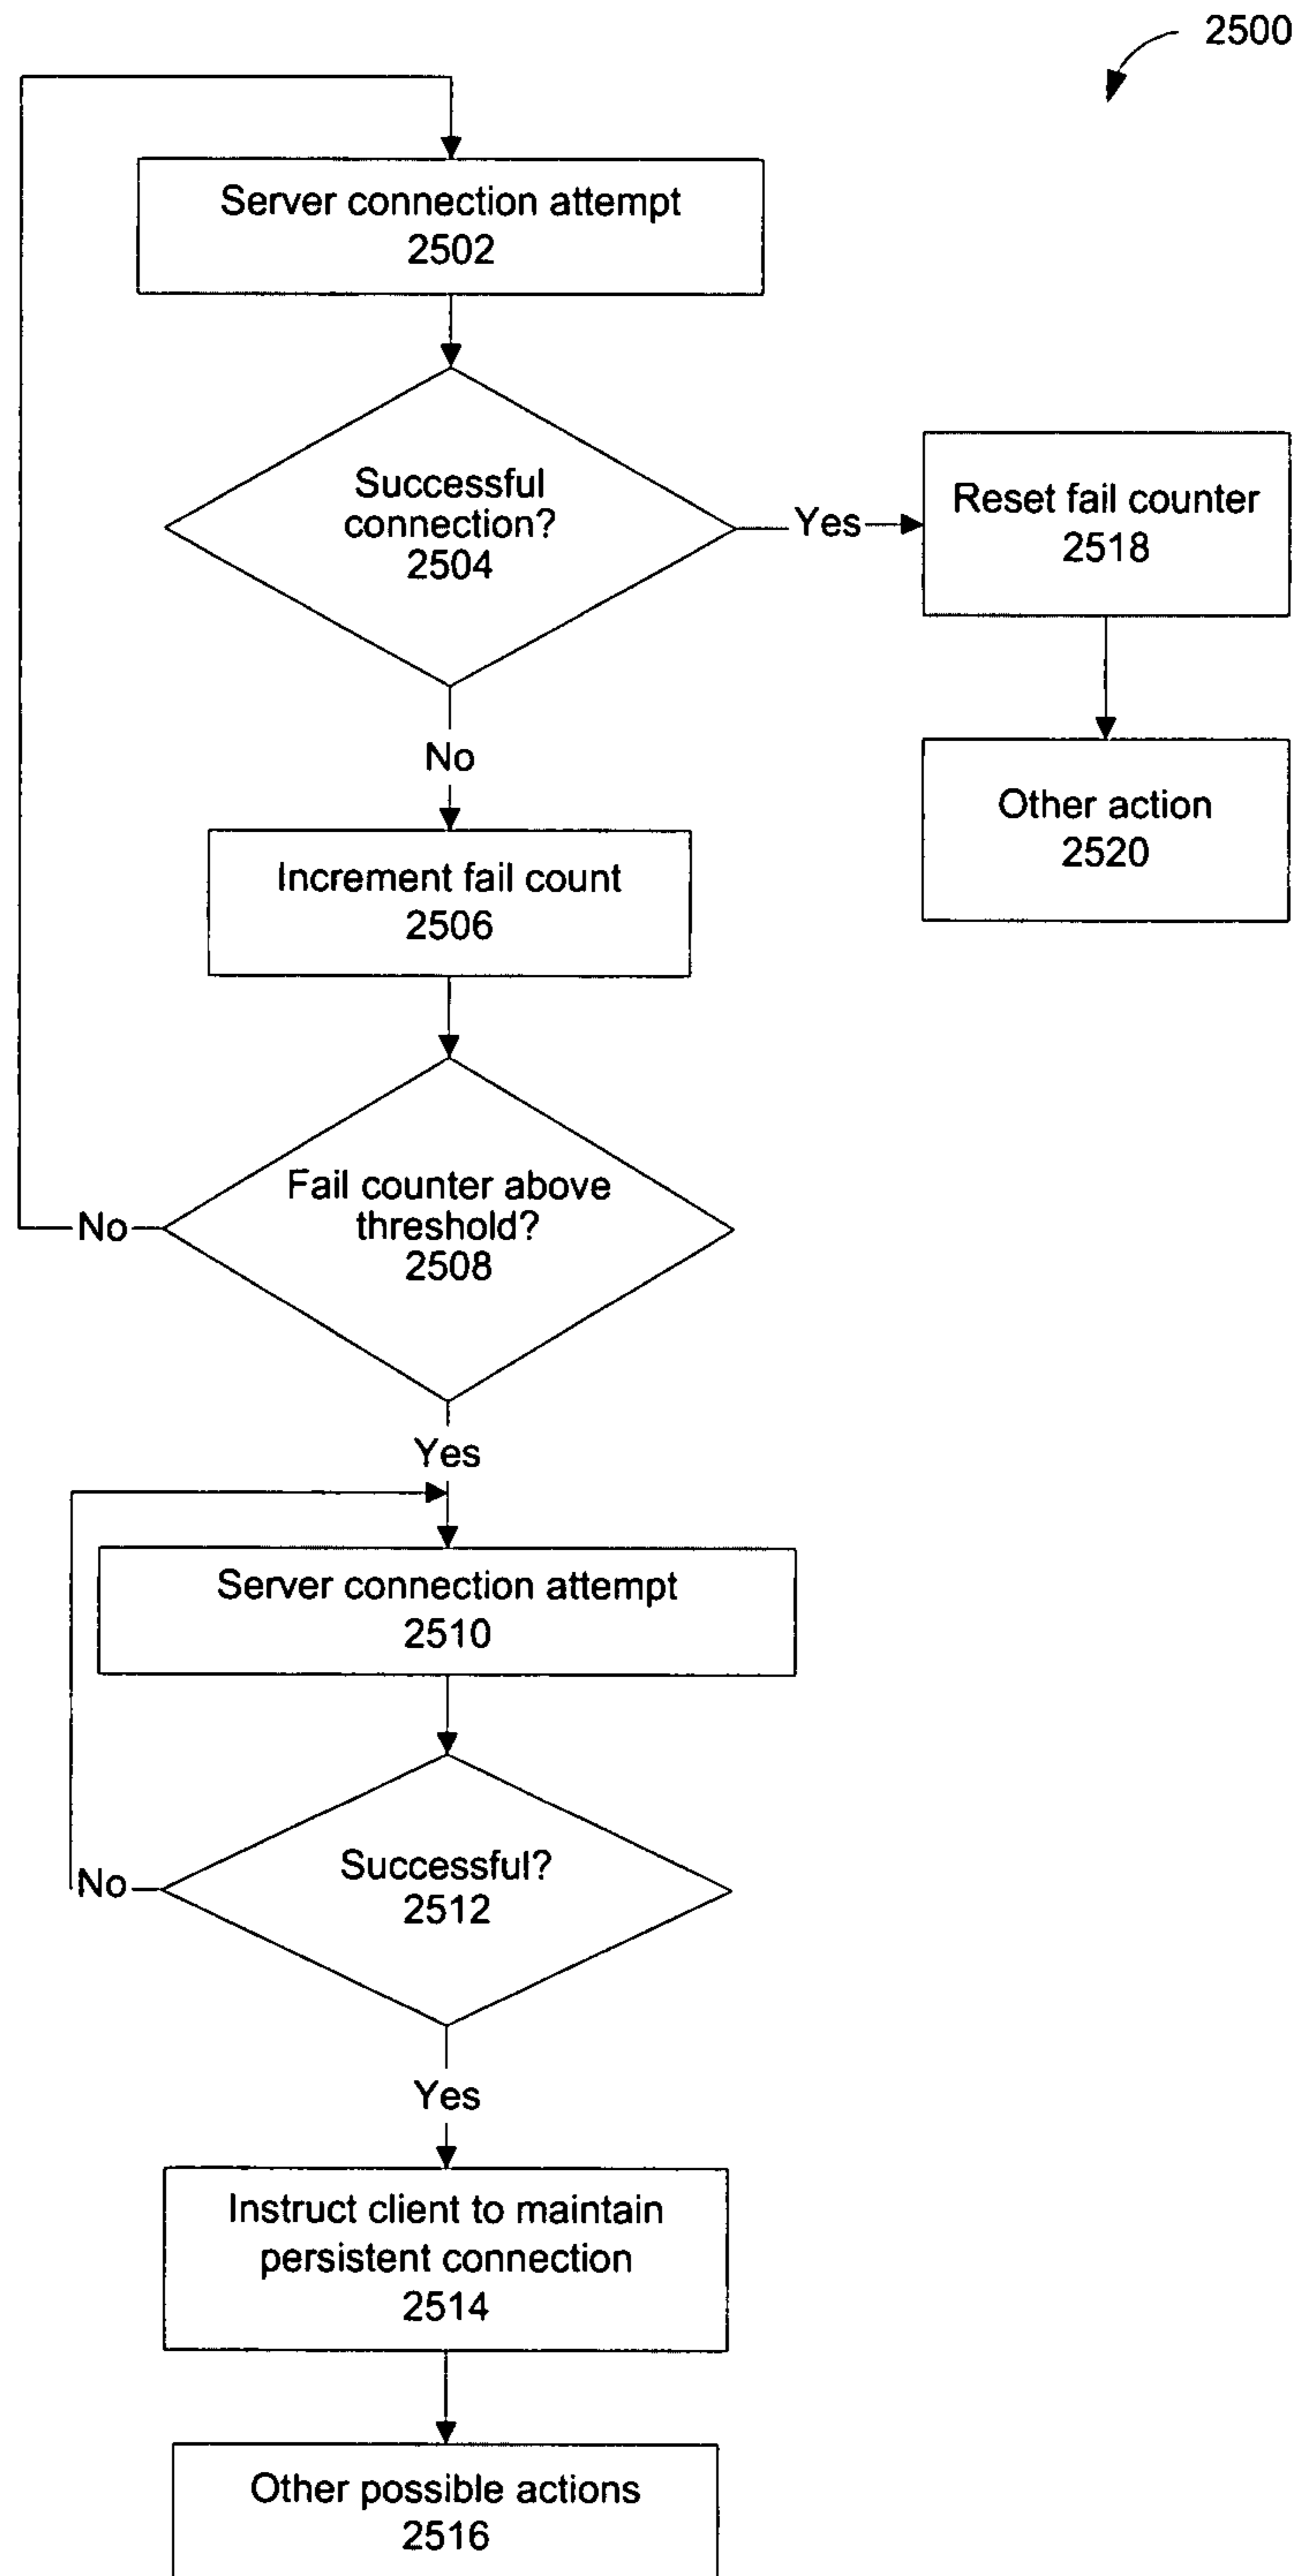 2500
Server connection attempt
2502
Successful
connection?
2504
Yes
Reset fail counter
2518
No
Other action
2520
Increment fail count
2506
Fail counter above
threshold?
2508
No
Yes
Server connection attempt
2510
Successful?
2512
No
Yes
Instruct client to maintain
persistent connection
2514
Other possible actions
2516